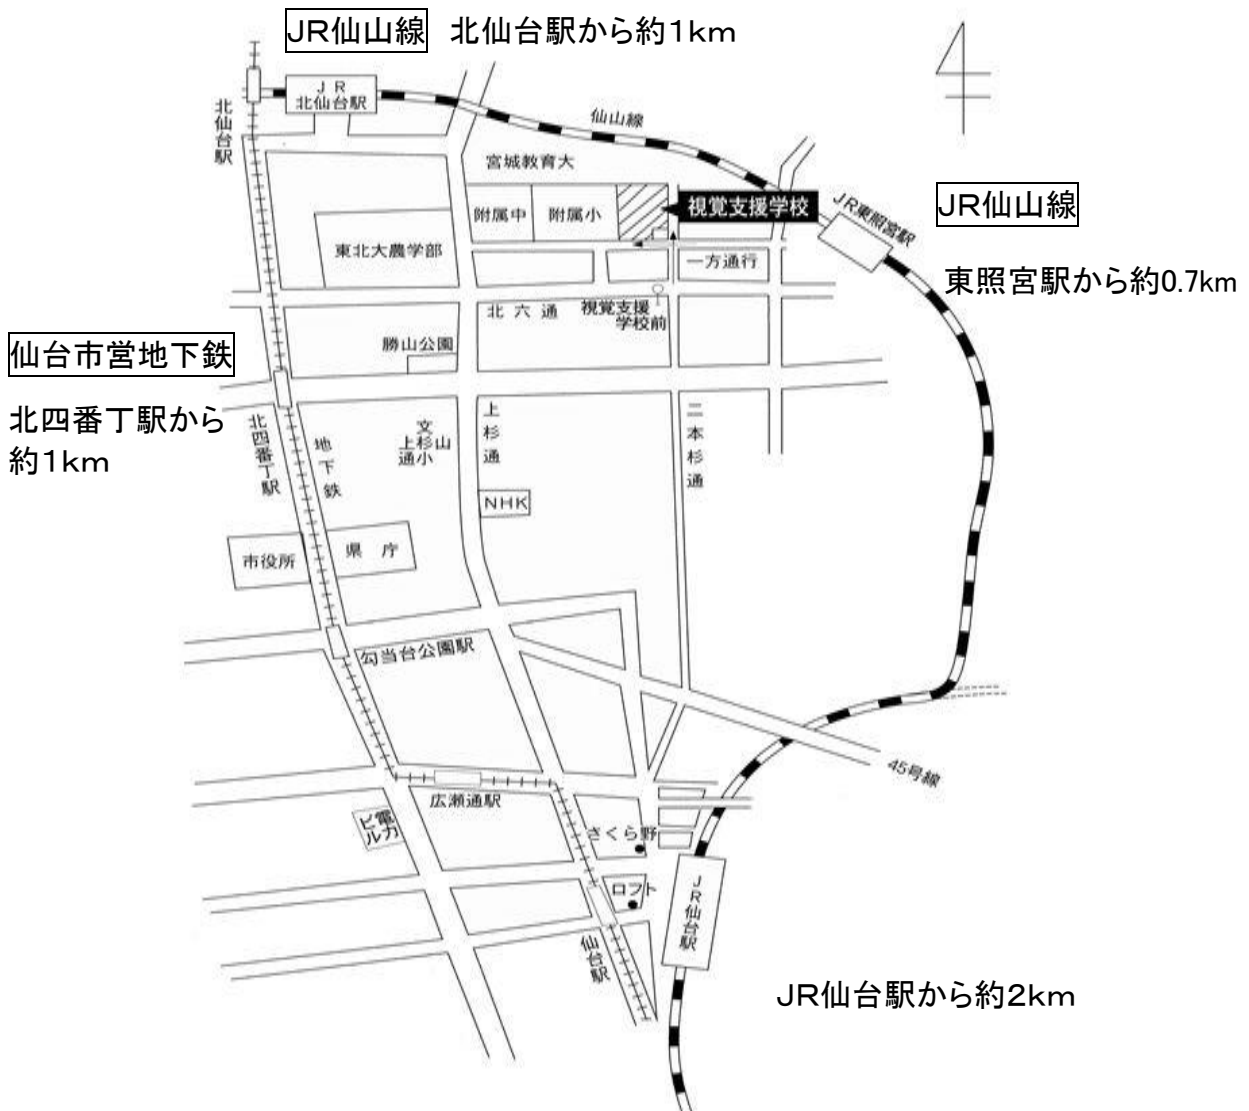 JR仙山線 北仙台駅から約1km
JR
北仙台駅
北仙台駅
仙山線
宮城教育大
附属中
附属小
視覚支援学校
JR東照宮駅
JR仙山線
東照宮駅から約0.7km
東北大農学部
一方通行
北六通
視覚支援
学校前
勝山公園
仙台市営地下鉄
北四番丁駅から
約1km
北四番丁駅
地下鉄
文
上杉山
通小
上杉通
二本杉通
NHK
市役所
県庁
勾当台公園駅
45号線
広瀬通駅
電力
ビル
さくら野
ロフト
JR仙台駅
仙台駅
JR仙台駅から約2km